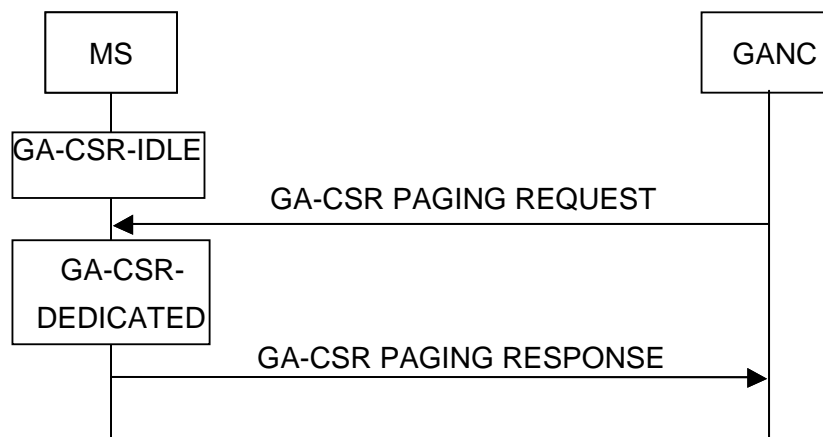 MS
GANC
GA-CSR-IDLE
GA-CSR PAGING REQUEST
GA-CSR-
DEDICATED
GA-CSR PAGING RESPONSE